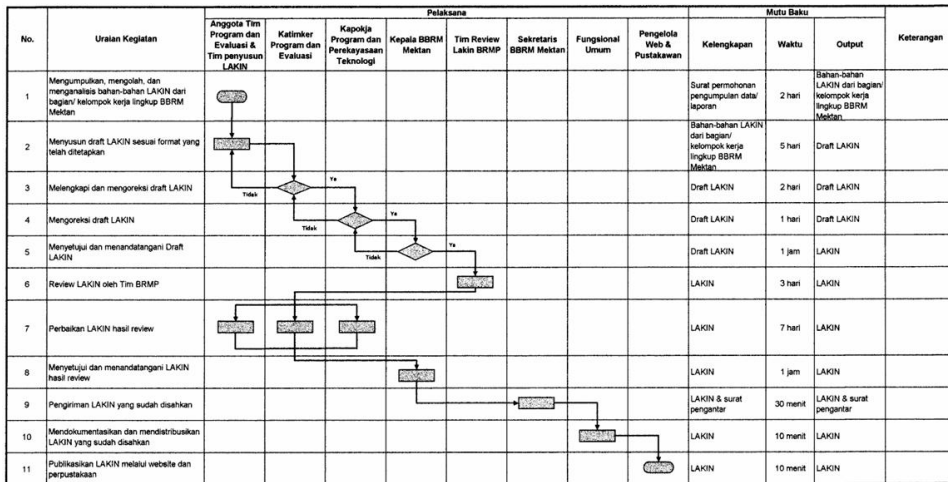 Pelaksana
Mutu Baku
No.
Uraian Kegiatan
Anggota Tim
Program dan
Evaluasi &
Tim penyusun
LAKIN
Katimker
Program dan
Evaluasi
Kapokja
Program dan
Perekayasaan
Teknologi
Kepala BBRM
Mektan
Tim Review
Lakin BRMP
Sekretaris
BBRM Mektan
Fungsional
Umum
Pengelola
Web &
Pustakawan
Kelengkapan
Waktu
Output
Keterangan
1
Mengumpulkan, mengolah, dan
menganalisis bahan-bahan LAKIN dari
bagian/ kelompok kerja lingkup BBRM
Mektan
Surat permohonan
pengumpulan data/
laporan
2 hari
Bahan-bahan
LAKIN dari bagian/
kelompok kerja
lingkup BBRM
Mektan
2
Menyusun draft LAKIN sesuai format yang
telah ditetapkan
Bahan-bahan LAKIN
dari bagian/
kelompok kerja
lingkup BBRM
Mektan
5 hari
Draft LAKIN
3
Melengkapi dan mengoreksi draft LAKIN
Tidak
Ya
Draft LAKIN
2 hari
Draft LAKIN
4
Mengoreksi draft LAKIN
Tidak
Ya
Draft LAKIN
1 hari
Draft LAKIN
5
Menyetujui dan menandatangani Draft
LAKIN
Tidak
Ya
Draft LAKIN
1 jam
Draft LAKIN
6
Review LAKIN oleh Tim BRMP
LAKIN
3 hari
LAKIN
7
Perbaikan LAKIN hasil review
LAKIN
7 hari
LAKIN
8
Menyetujui dan menandatangani LAKIN
hasil review
LAKIN
1 jam
LAKIN
9
Pengiriman LAKIN yang sudah disahkan
LAKIN & surat
pengantar
30 menit
LAKIN & surat
pengantar
10
Mendokumentasikan dan mendistribusikan
LAKIN yang sudah disahkan
LAKIN
10 menit
LAKIN
11
Publikasikan LAKIN melalui website dan
perpustakaan
LAKIN
10 menit
LAKIN